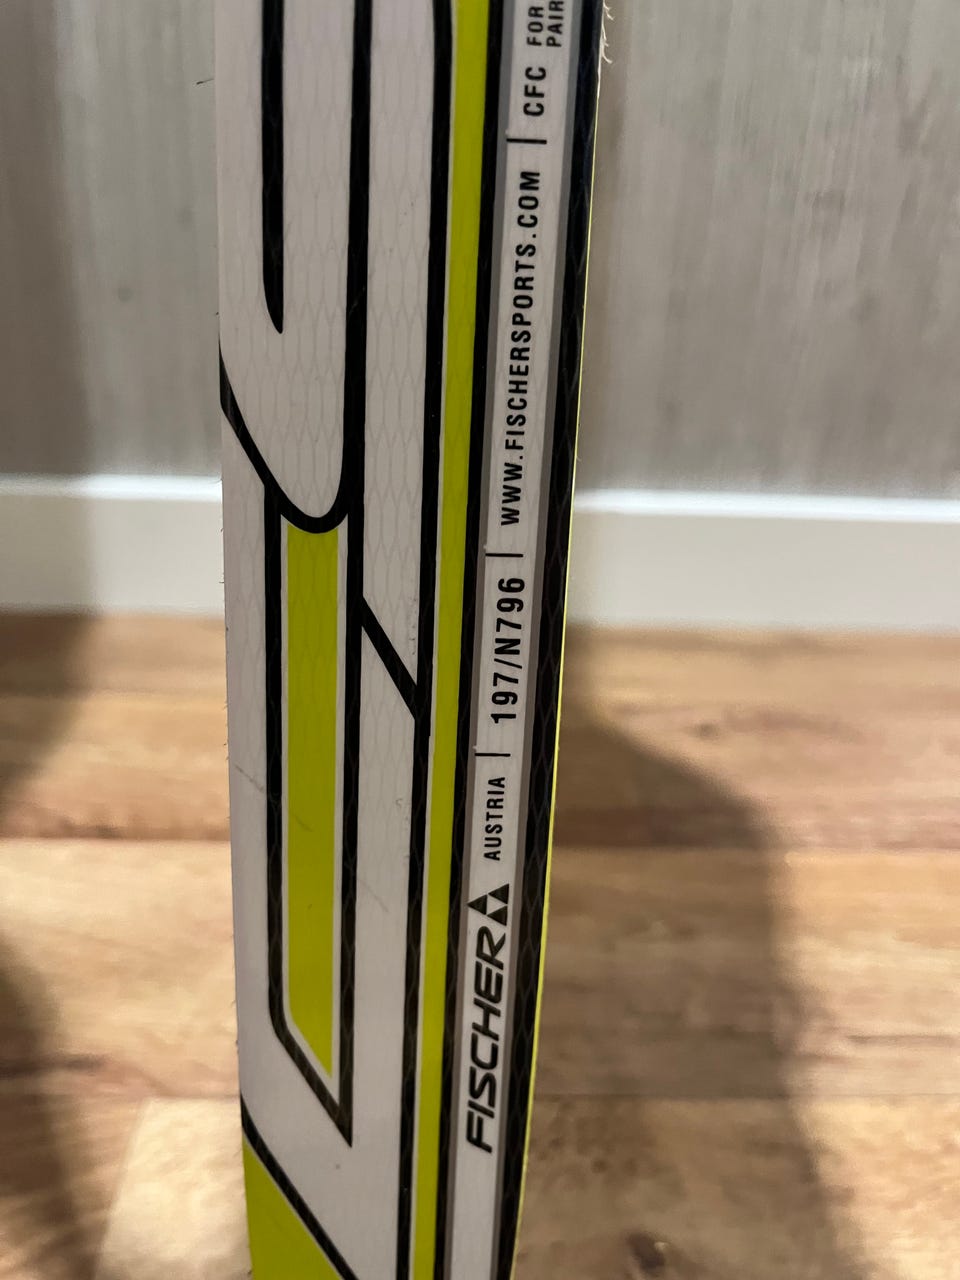 FISCHER AUSTRIA | 197/N796 | WWW.FISCHERSPORTS.COM | CFC FOR
PAIR